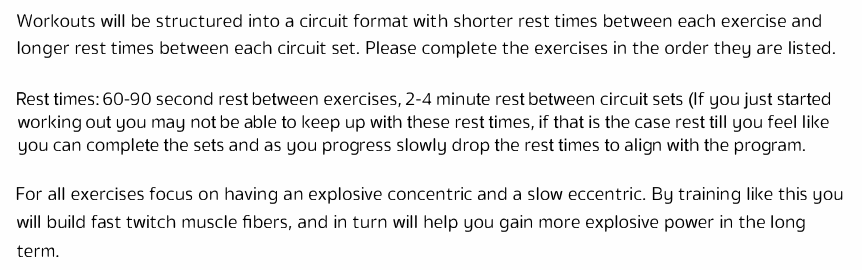 Workouts will be structured into a circuit format with shorter rest times between each exercise and
longer rest times between each circuit set. Please complete the exercises in the order they are listed.
Rest times: 60-90 second rest between exercises, 2-4 minute rest between circuit sets (If you just started
working out you may not be able to keep up with these rest times, if that is the case rest till you feel like
you can complete the sets and as you progress slowly drop the rest times to align with the program.
For all exercises focus on having an explosive concentric and a slow eccentric. By training like this you
will build fast twitch muscle fibers, and in turn will help you gain more explosive power in the long
term.